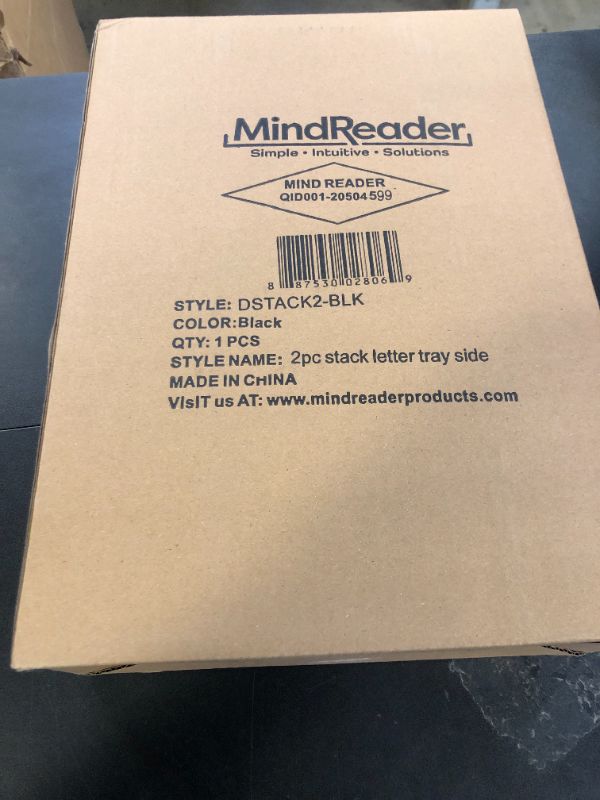 MindReader
Simple • Intuitive • Solutions
MIND READER
QID001-20504599
8 87530 02806 9
STYLE: DSTACK2-BLK
COLOR:Black
QTY: 1 PCS
STYLE NAME: 2pc stack letter tray side
MADE IN CHINA
VIsIT us AT: www.mindreaderproducts.com